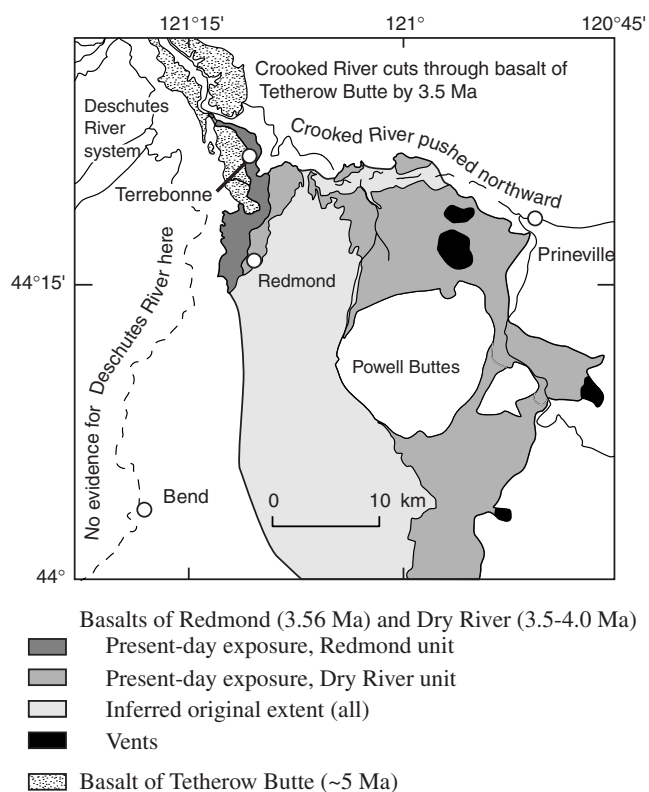 121°15'
121°
120°45'
Crooked River cuts through basalt of
Tetherow Butte by 3.5 Ma
Deschutes
River
system
Crooked River pushed northward
Terrebonne
Prineville
44°15'
Redmond
No evidence for Deschutes River here
Powell Buttes
Bend
0 10 km
44°
Basalts of Redmond (3.56 Ma) and Dry River (3.5-4.0 Ma)
Present-day exposure, Redmond unit
Present-day exposure, Dry River unit
Inferred original extent (all)
Vents
Basalt of Tetherow Butte (~5 Ma)